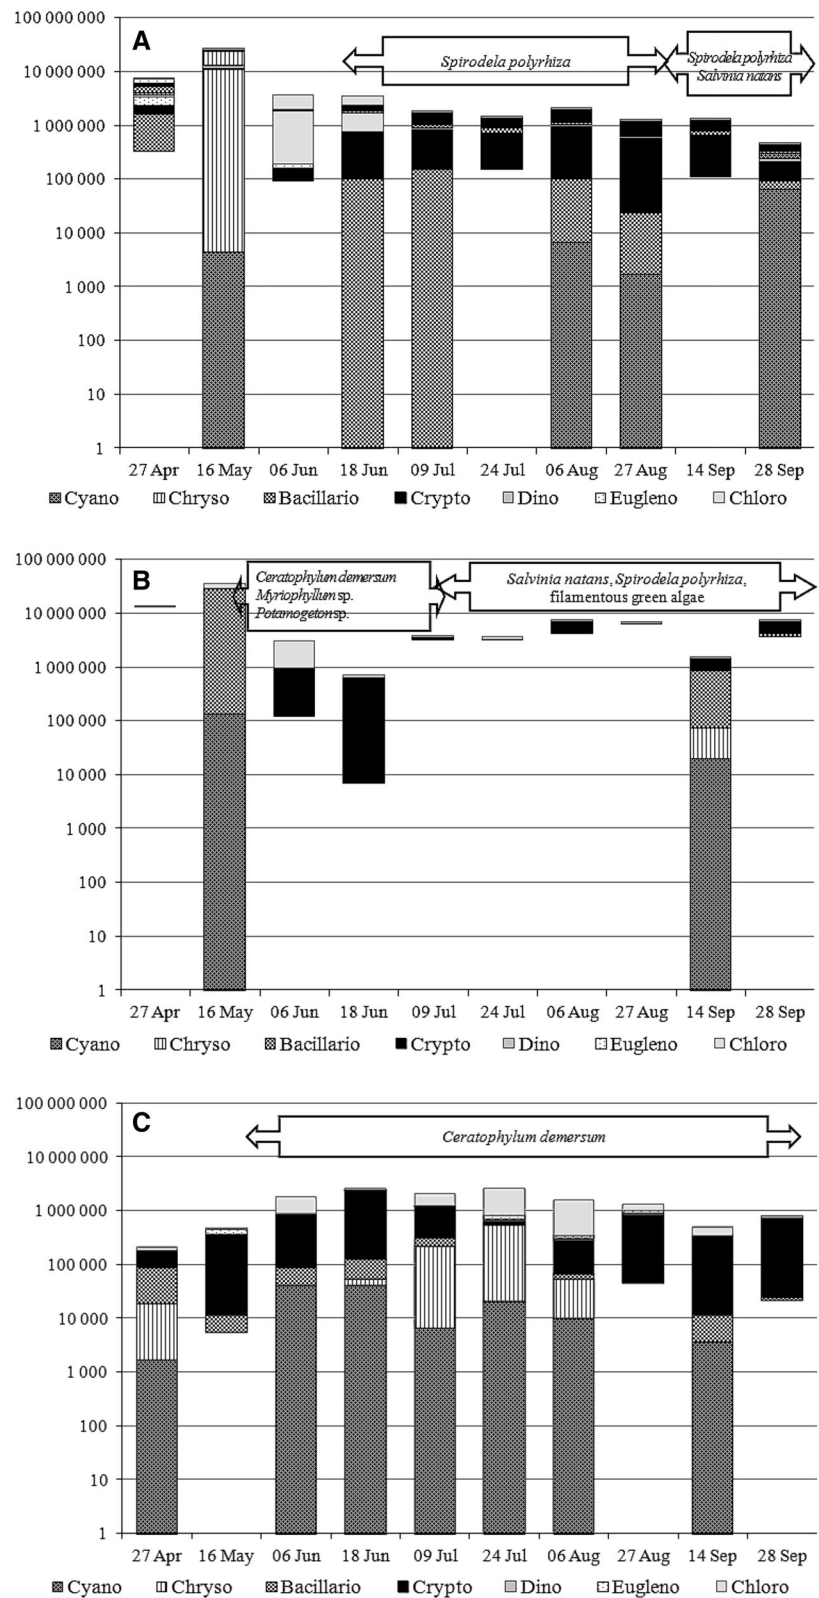 A
100 000 000
10 000 000
1 000 000
100 000
10 000
1 000
100
10
1
Spirodela polyrhiza
Spirodela polyrhiza
Salvinia natans
27 Apr 16 May 06 Jun 18 Jun 09 Jul 24 Jul 06 Aug 27 Aug 14 Sep 28 Sep
Cyano Chryso Bacillario Crypto Dino Eugleno Chloro
B
100 000 000
10 000 000
1 000 000
100 000
10 000
1 000
100
10
1
Ceratophylum demersum
Myriophyllum sp.
Potamogeton sp.
Salvinia natans, Spirodela polyrhiza,
filamentous green algae
27 Apr 16 May 06 Jun 18 Jun 09 Jul 24 Jul 06 Aug 27 Aug 14 Sep 28 Sep
Cyano Chryso Bacillario Crypto Dino Eugleno Chloro
C
100 000 000
10 000 000
1 000 000
100 000
10 000
1 000
100
10
1
Ceratophylum demersum
27 Apr 16 May 06 Jun 18 Jun 09 Jul 24 Jul 06 Aug 27 Aug 14 Sep 28 Sep
Cyano Chryso Bacillario Crypto Dino Eugleno Chloro